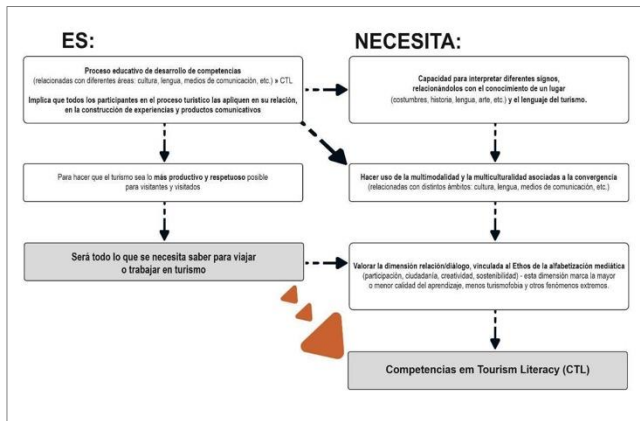 ES:
Proceso educativo de desarrollo de competencias
(relacionadas con diferentes áreas: cultura, lengua, medios de comunicación, etc.) » CTL
Implica que todos los participantes en el proceso turístico las apliquen en su relación,
en la construcción de experiencias y productos comunicativos
Para hacer que el turismo sea lo más productivo y respetuoso posible
para visitantes y visitados
Será todo lo que se necesita saber para viajar
o trabajar en turismo
NECESITA:
Capacidad para interpretar diferentes signos,
relacionándolos con el conocimiento de un lugar
(costumbres, historia, lengua, arte, etc.) y el lenguaje del turismo.
Hacer uso de la multimodalidad y la multiculturalidad asociadas a la convergencia
(relacionadas con distintos ámbitos: cultura, lengua, medios de comunicación, etc.)
Valorar la dimensión relación/diálogo, vinculada al Ethos de la alfabetización mediática
(participación, ciudadanía, creatividad, sostenibilidad) - esta dimensión marca la mayor
o menor calidad del aprendizaje, menos turismofobia y otros fenómenos extremos.
Competencias em Tourism Literacy (CTL)